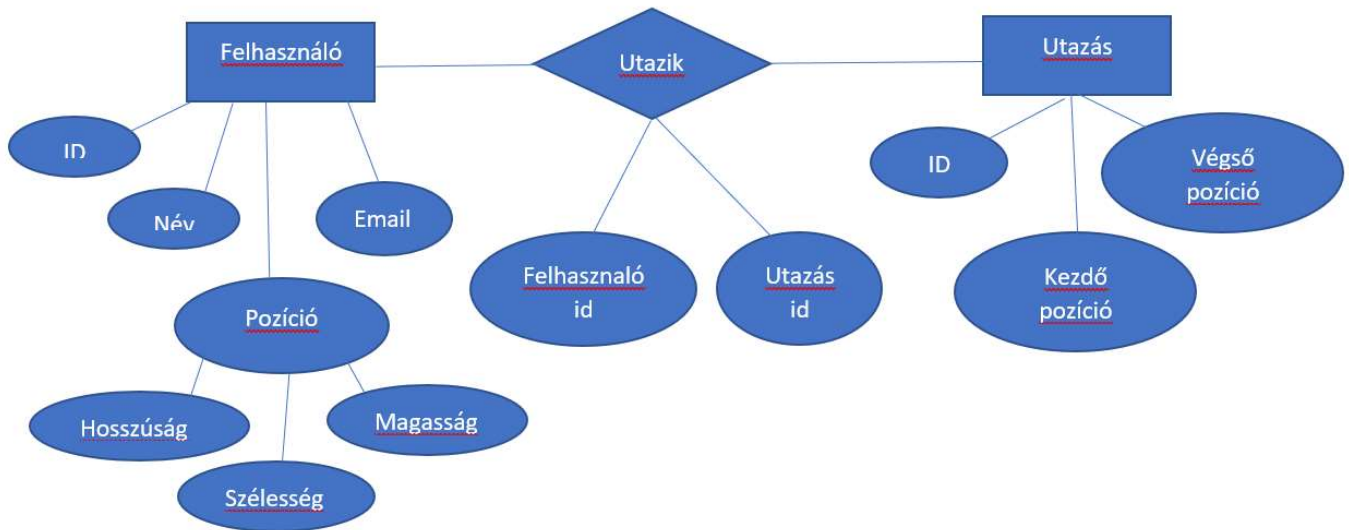 Felhasználó
Utazik
Utazás
ID
Név
Email
ID
Végső
pozíció
Felhasznaló
id
Utazás
id
Kezdő
pozíció
Pozíció
Hosszúság
Magasság
Szélesség